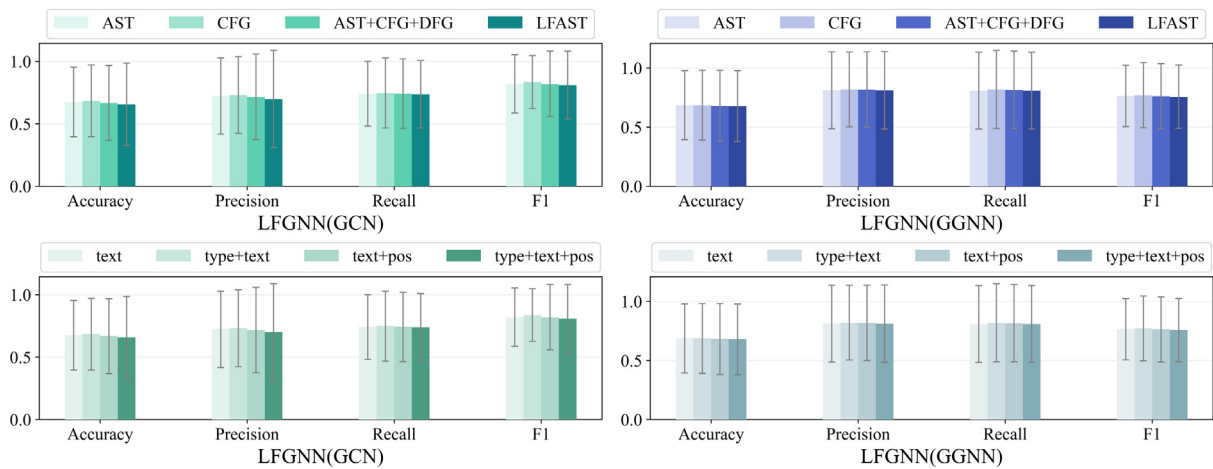 AST CFG AST+CFG+DFG LFAST
1.0
0.5
0.0
Accuracy Precision Recall F1
LFGNN(GCN)
AST CFG AST+CFG+DFG LFAST
1.0
0.5
0.0
Accuracy Precision Recall F1
LFGNN(GGNN)
text type+text text+pos type+text+pos
1.0
0.5
0.0
Accuracy Precision Recall F1
LFGNN(GCN)
text type+text text+pos type+text+pos
1.0
0.5
0.0
Accuracy Precision Recall F1
LFGNN(GGNN)